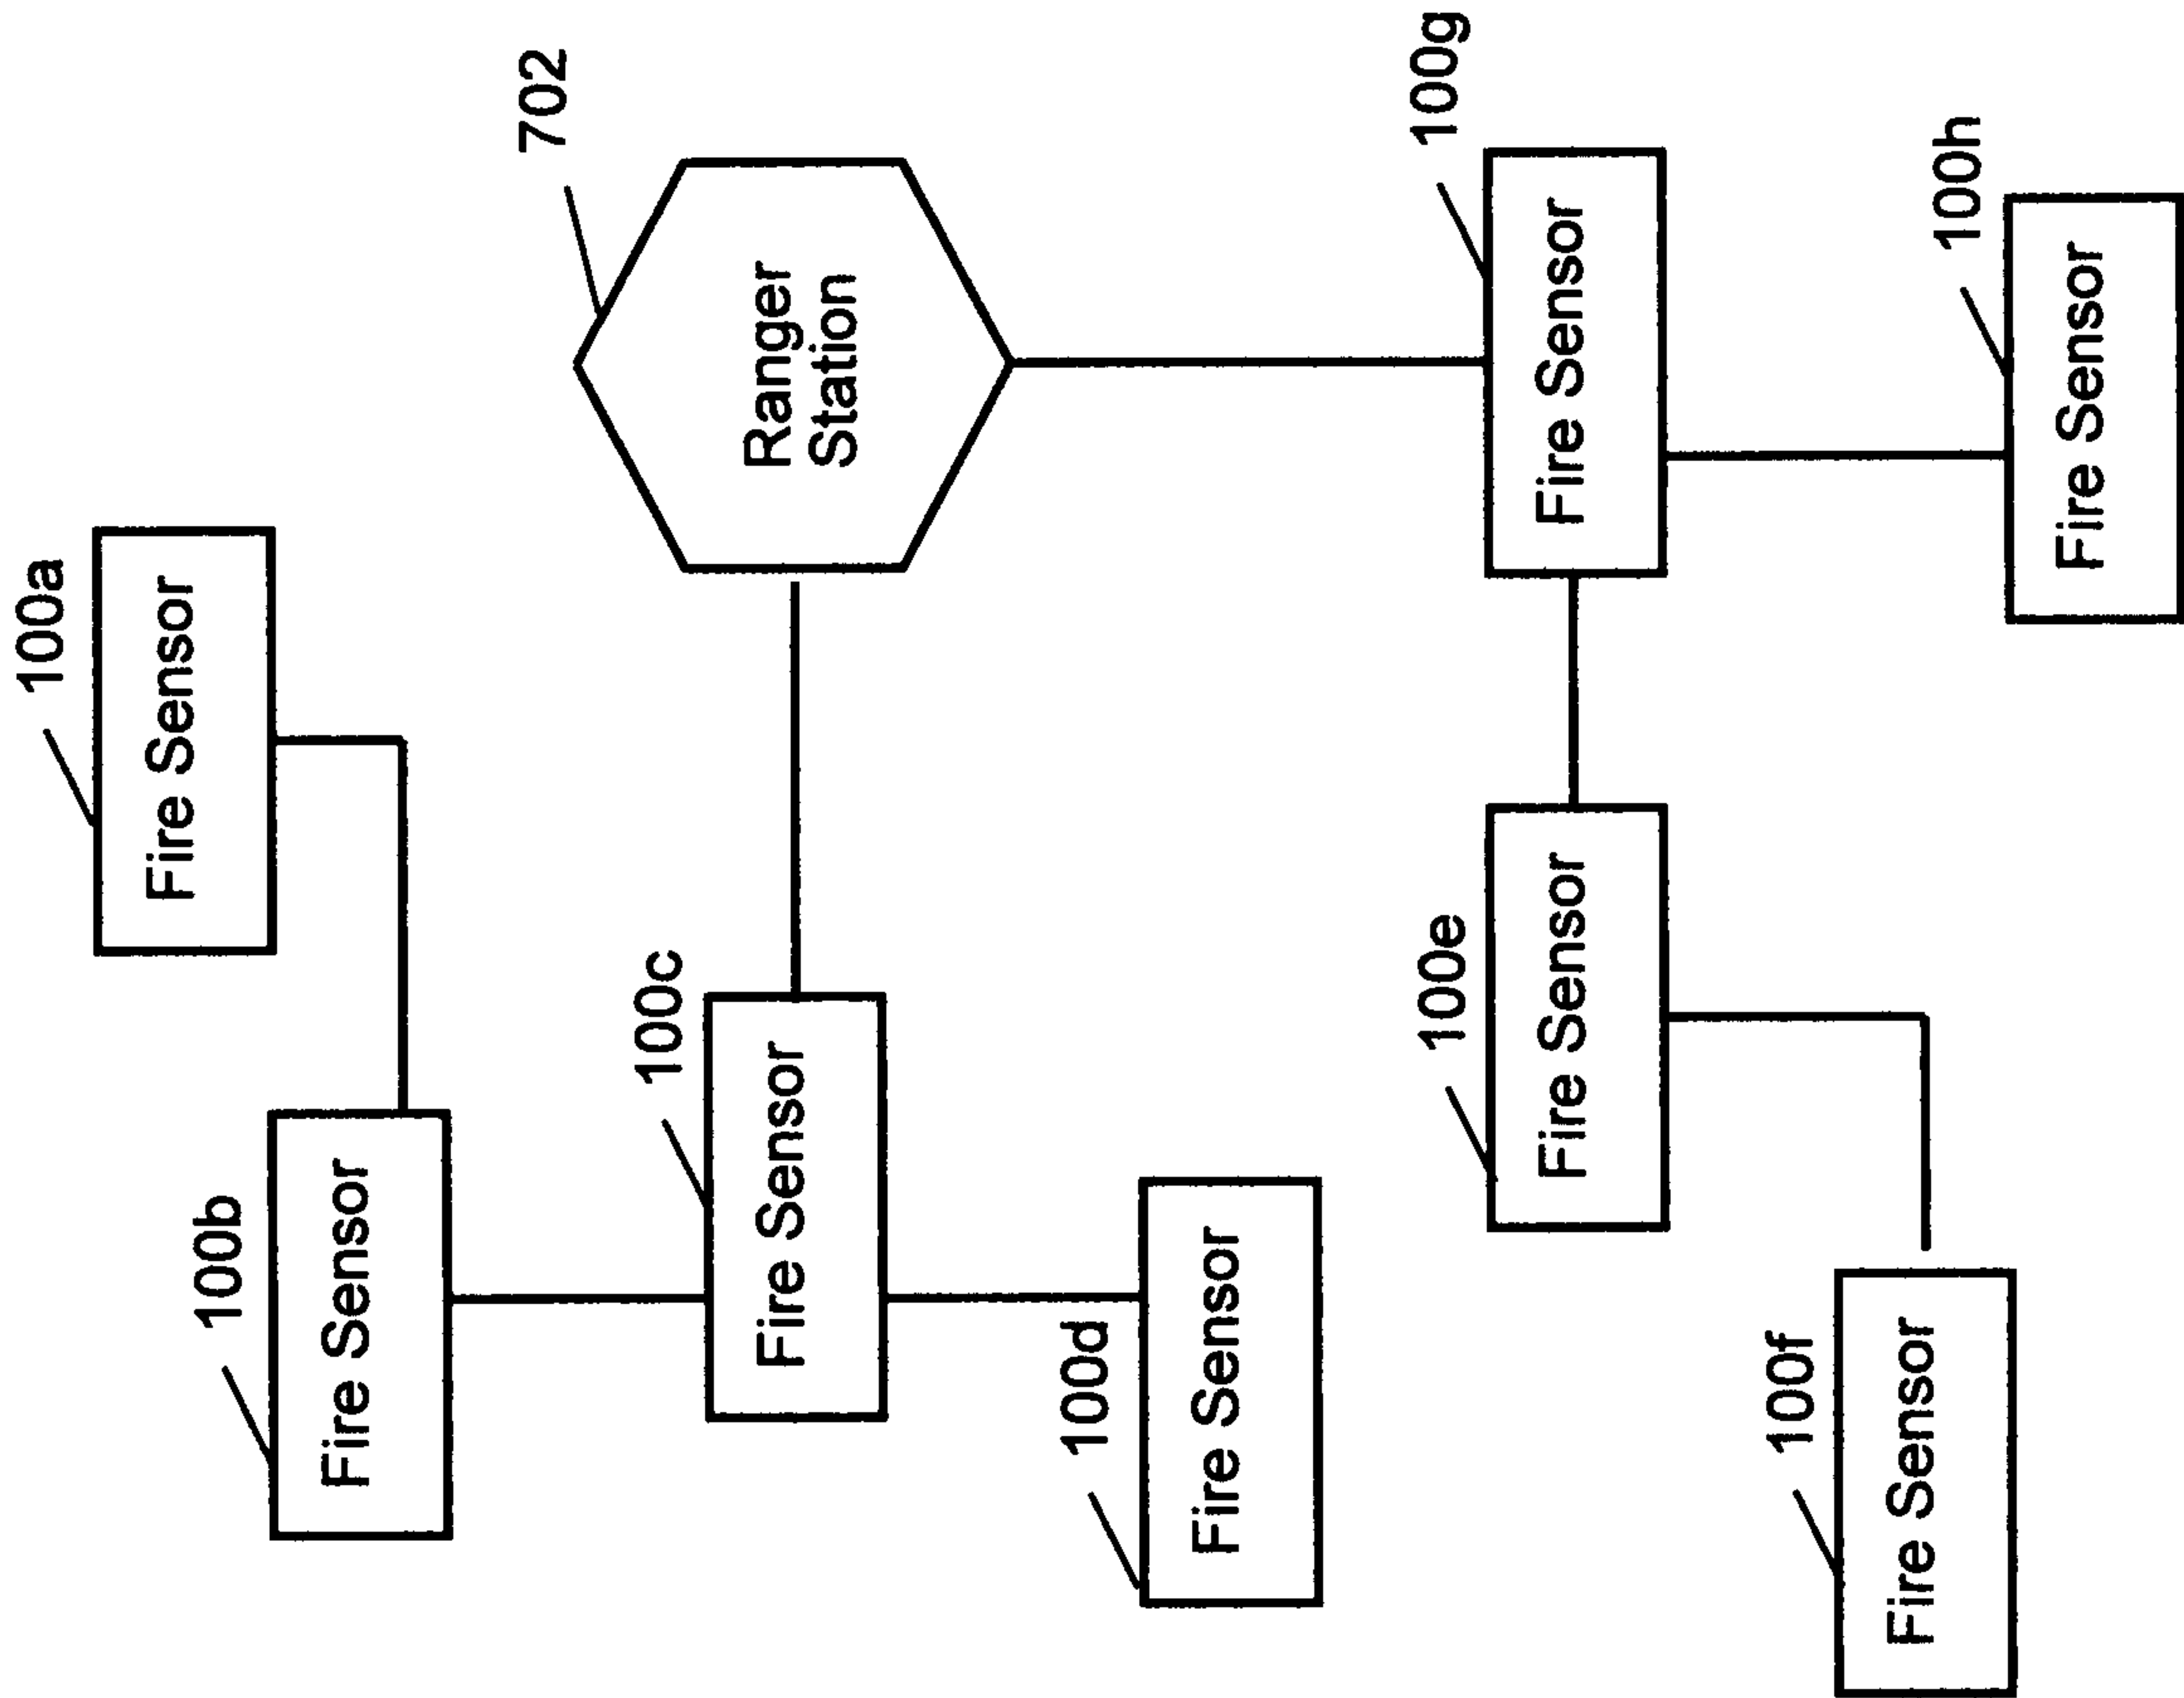 100a
Fire Sensor
100b
Fire Sensor
702
Ranger
Station
100c
Fire Sensor
100d
Fire Sensor
100g
Fire Sensor
100e
Fire Sensor
100h
Fire Sensor
100f
Fire Sensor